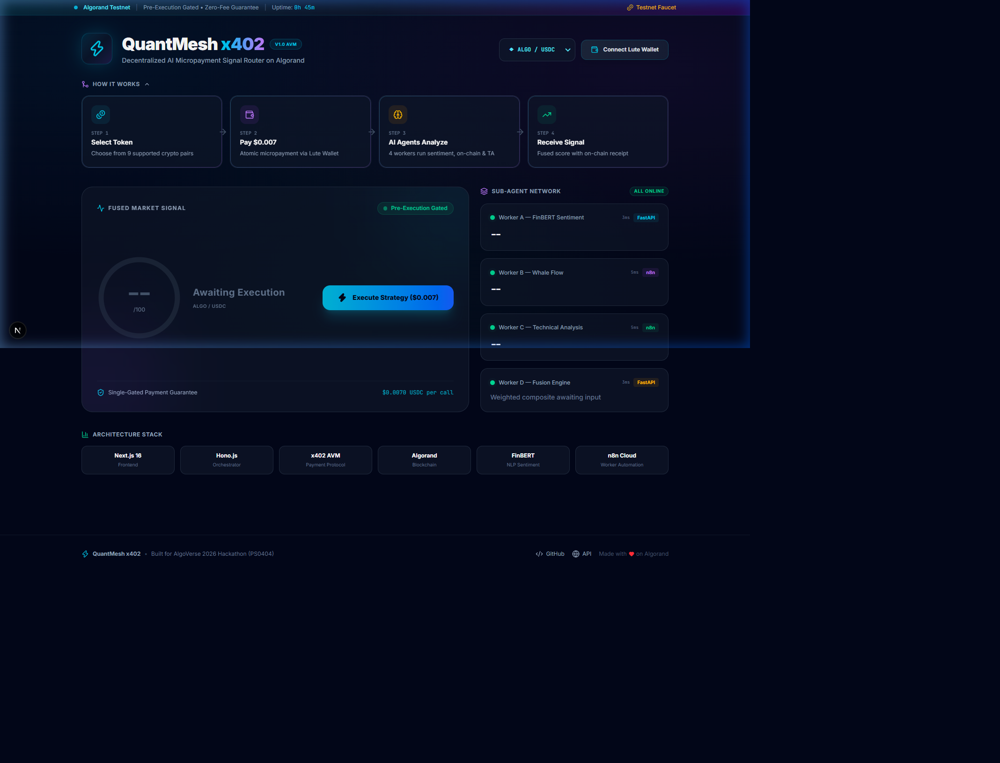 Algorand Testnet | Pre-Execution Gated • Zero-Fee Guarantee | Uptime: 0h 45m
Testnet Faucet
QuantMesh x402 V1.0 AVM
Decentralized AI Micropayment Signal Router on Algorand
ALGO / USDC
Connect Lute Wallet
HOW IT WORKS
STEP 1
Select Token
Choose from 9 supported crypto pairs
STEP 2
Pay $0.007
Atomic micropayment via Lute Wallet
STEP 3
AI Agents Analyze
4 workers run sentiment, on-chain & TA
STEP 4
Receive Signal
Fused score with on-chain receipt
FUSED MARKET SIGNAL
Pre-Execution Gated
--
/100
Awaiting Execution
ALGO / USDC
Execute Strategy ($0.007)
Single-Gated Payment Guarantee
$0.0070 USDC per call
SUB-AGENT NETWORK
ALL ONLINE
Worker A — FinBERT Sentiment 3ms FastAPI
--
Worker B — Whale Flow 5ms n8n
--
Worker C — Technical Analysis 5ms n8n
--
Worker D — Fusion Engine 3ms FastAPI
Weighted composite awaiting input
N
ARCHITECTURE STACK
Next.js 16
Frontend
Hono.js
Orchestrator
x402 AVM
Payment Protocol
Algorand
Blockchain
FinBERT
NLP Sentiment
n8n Cloud
Worker Automation
QuantMesh x402 • Built for AlgoVerse 2026 Hackathon (PS0404)
GitHub
API
Made with ❤ on Algorand